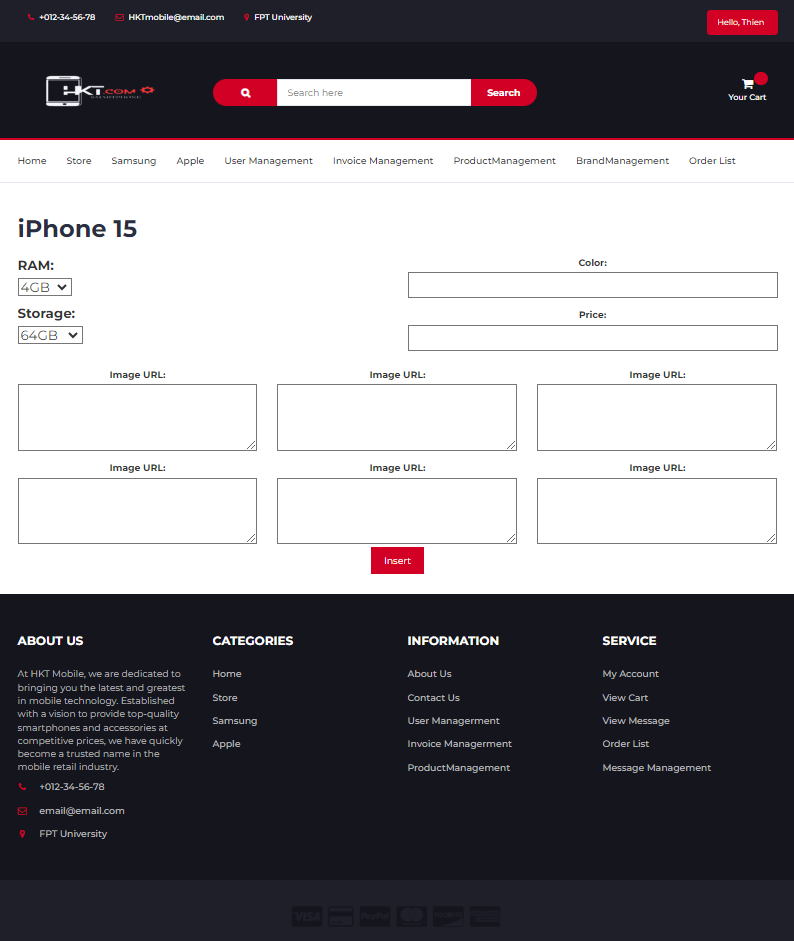 +012-34-56-78 HKTmobile@email.com FPT University Hello, Thien
HKT.COM
SMARTPHONE
Search here Search
Your Cart
Home Store Samsung Apple User Management Invoice Management ProductManagement BrandManagement Order List
iPhone 15
RAM:
4GB
Color:
Storage:
64GB
Price:
Image URL: Image URL: Image URL:
Image URL: Image URL: Image URL:
Insert
ABOUT US
At HKT Mobile, we are dedicated to
bringing you the latest and greatest
in mobile technology. Established
with a vision to provide top-quality
smartphones and accessories at
competitive prices, we have quickly
become a trusted name in the
mobile retail industry.
+012-34-56-78
email@email.com
FPT University
CATEGORIES
Home
Store
Samsung
Apple
INFORMATION
About Us
Contact Us
User Managerment
Invoice Managerment
ProductManagement
SERVICE
My Account
View Cart
View Message
Order List
Message Management
VISA PayPal